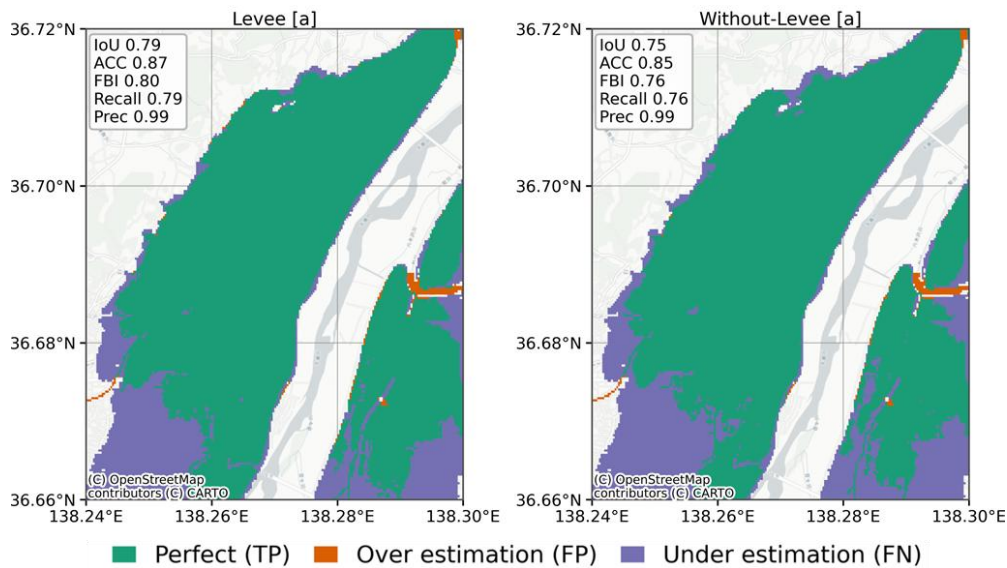 Levee [a]
36.72°N
IoU 0.79
ACC 0.87
FBI 0.80
Recall 0.79
Prec 0.99
36.70°N
36.68°N
36.66°N
(C) OpenStreetMap
contributors (C) CARTO
138.24°E
138.26°E
138.28°E
138.30°E
Without-Levee [a]
36.72°N
IoU 0.75
ACC 0.85
FBI 0.76
Recall 0.76
Prec 0.99
36.70°N
36.68°N
36.66°N
(C) OpenStreetMap
contributors (C) CARTO
138.24°E
138.26°E
138.28°E
138.30°E
Perfect (TP)
Over estimation (FP)
Under estimation (FN)